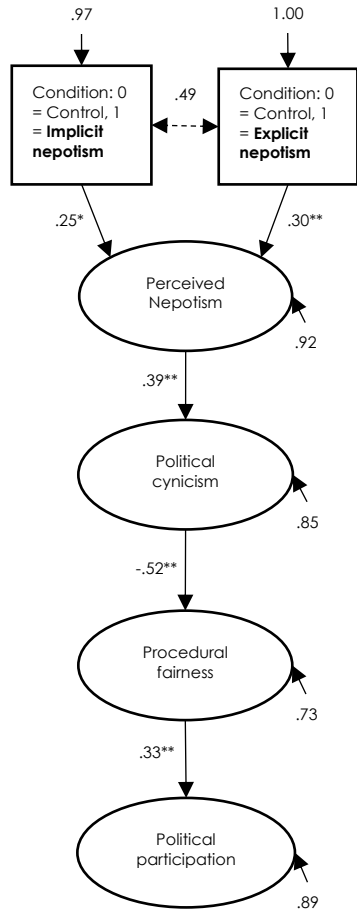 .97
1.00
Condition: 0
= Control, 1
= Implicit
nepotism
.49
Condition: 0
= Control, 1
= Explicit
nepotism
.25*
.30**
Perceived
Nepotism
.92
.39**
Political
cynicism
.85
-.52**
Procedural
fairness
.73
.33**
Political
participation
.89